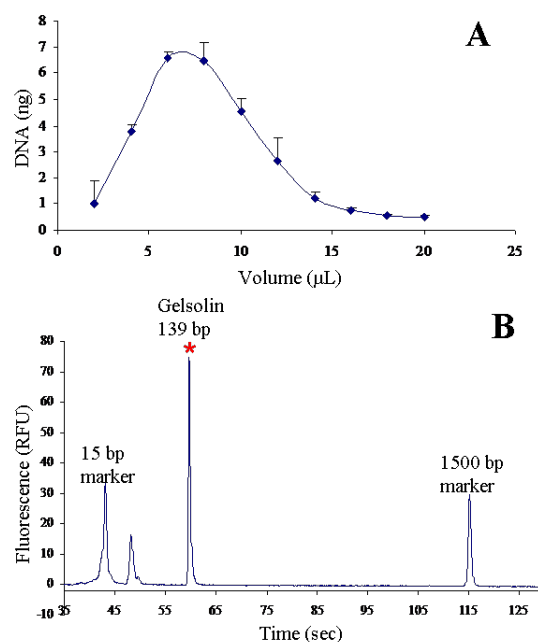 A
8
7
6
5
4
3
2
1
0
DNA (ng)
0 5 10 15 20 25
Volume (μL)
B
Gelsolin
139 bp
*
80
70
60
50
40
30
20
10
0
-10
Fluorescence (RFU)
15 bp
marker
1500 bp
marker
35 45 55 65 75 85 95 105 115 125
Time (sec)